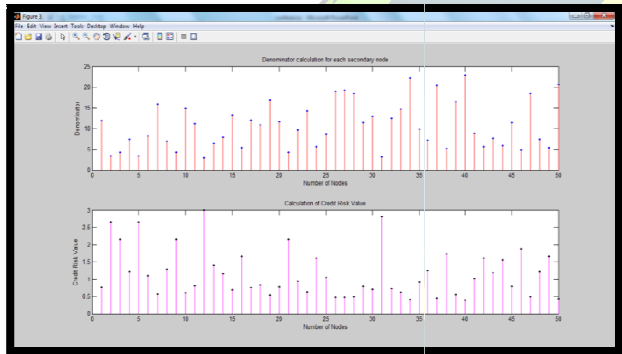 Figure 3
File Edit View Insert Tools Desktop Window Help
Denominator calculation for each secondary node
25
20
15
10
5
0
Denominator
0 5 10 15 20 25 30 35 40 45 50
Number of Nodes
Calculation of Credit Risk Value
3
2.5
2
1.5
1
0.5
0
Credit Risk Value
0 5 10 15 20 25 30 35 40 45 50
Number of Nodes